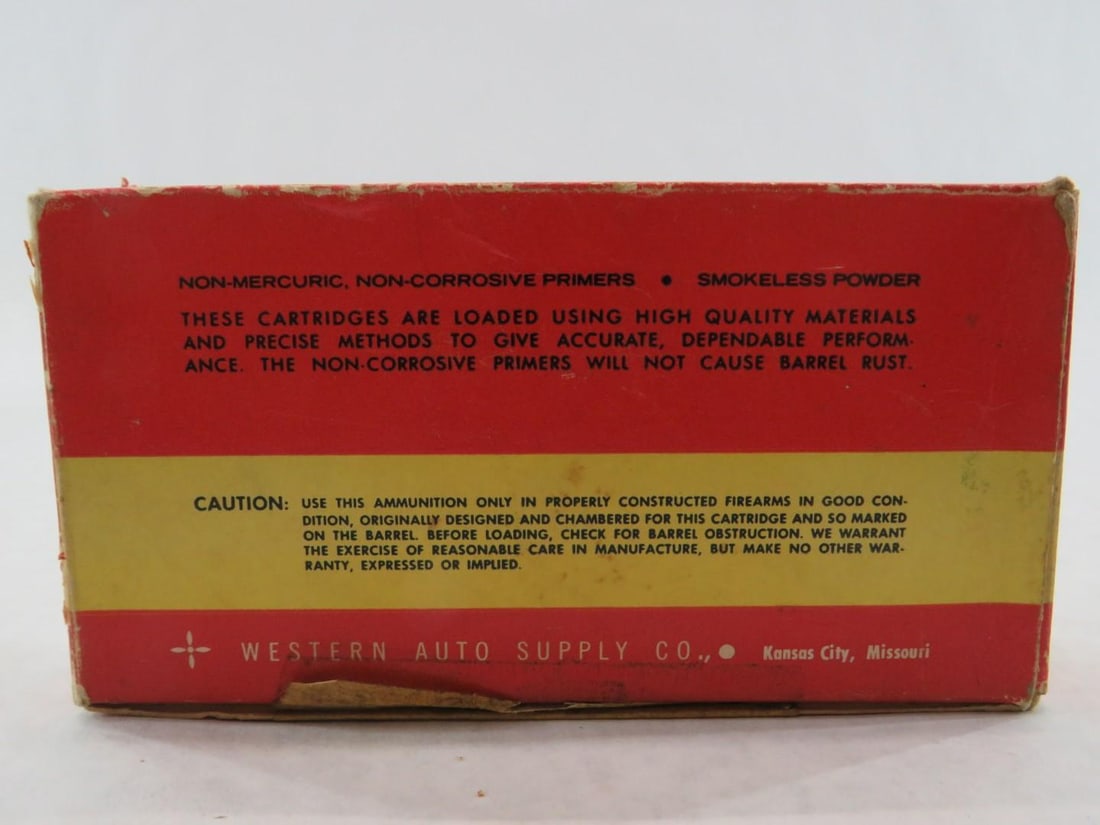 NON-MERCURIC, NON-CORROSIVE PRIMERS • SMOKELESS POWDER
THESE CARTRIDGES ARE LOADED USING HIGH QUALITY MATERIALS
AND PRECISE METHODS TO GIVE ACCURATE, DEPENDABLE PERFORM-
ANCE. THE NON-CORROSIVE PRIMERS WILL NOT CAUSE BARREL RUST.
CAUTION: USE THIS AMMUNITION ONLY IN PROPERLY CONSTRUCTED FIREARMS IN GOOD CON-
DITION, ORIGINALLY DESIGNED AND CHAMBERED FOR THIS CARTRIDGE AND SO MARKED
ON THE BARREL. BEFORE LOADING, CHECK FOR BARREL OBSTRUCTION. WE WARRANT
THE EXERCISE OF REASONABLE CARE IN MANUFACTURE, BUT MAKE NO OTHER WAR-
RANTY, EXPRESSED OR IMPLIED.
WESTERN AUTO SUPPLY CO., • Kansas City, Missouri